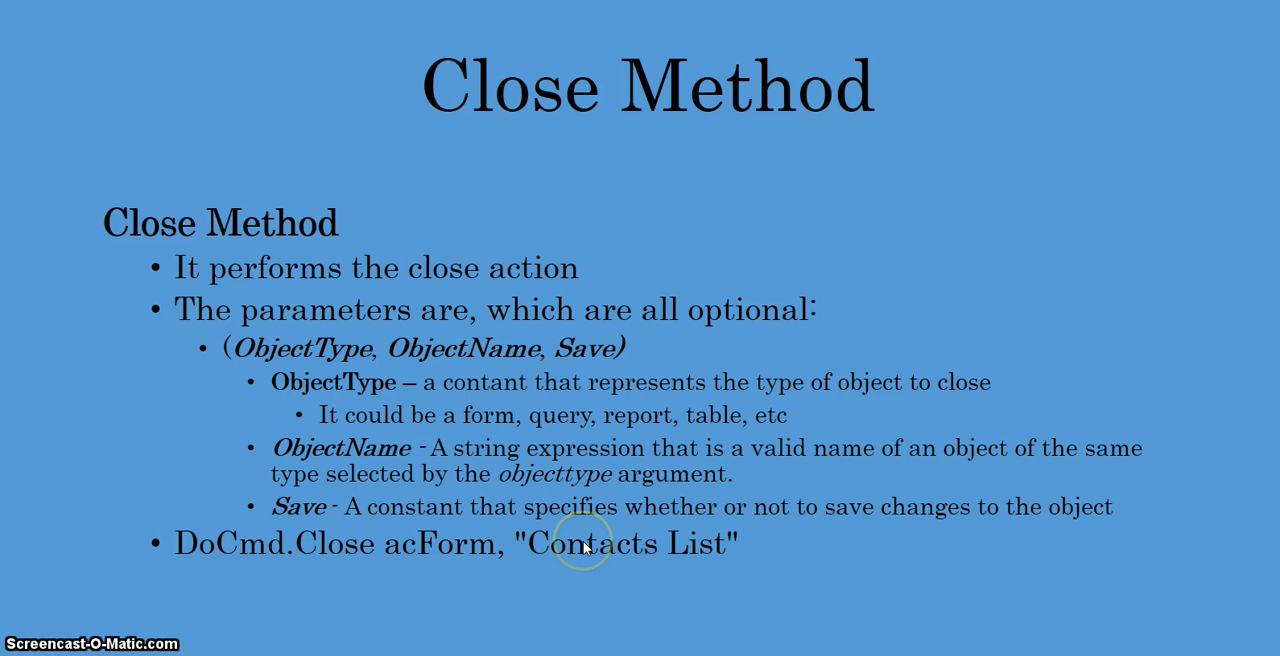 Close Method
Close Method
• It performs the close action
• The parameters are, which are all optional:
• (ObjectType, ObjectName, Save)
• ObjectType – a contant that represents the type of object to close
• It could be a form, query, report, table, etc
• ObjectName - A string expression that is a valid name of an object of the same
type selected by the objecttype argument.
• Save - A constant that specifies whether or not to save changes to the object
• DoCmd.Close acForm, "Contacts List"
Screencast-O-Matic.com